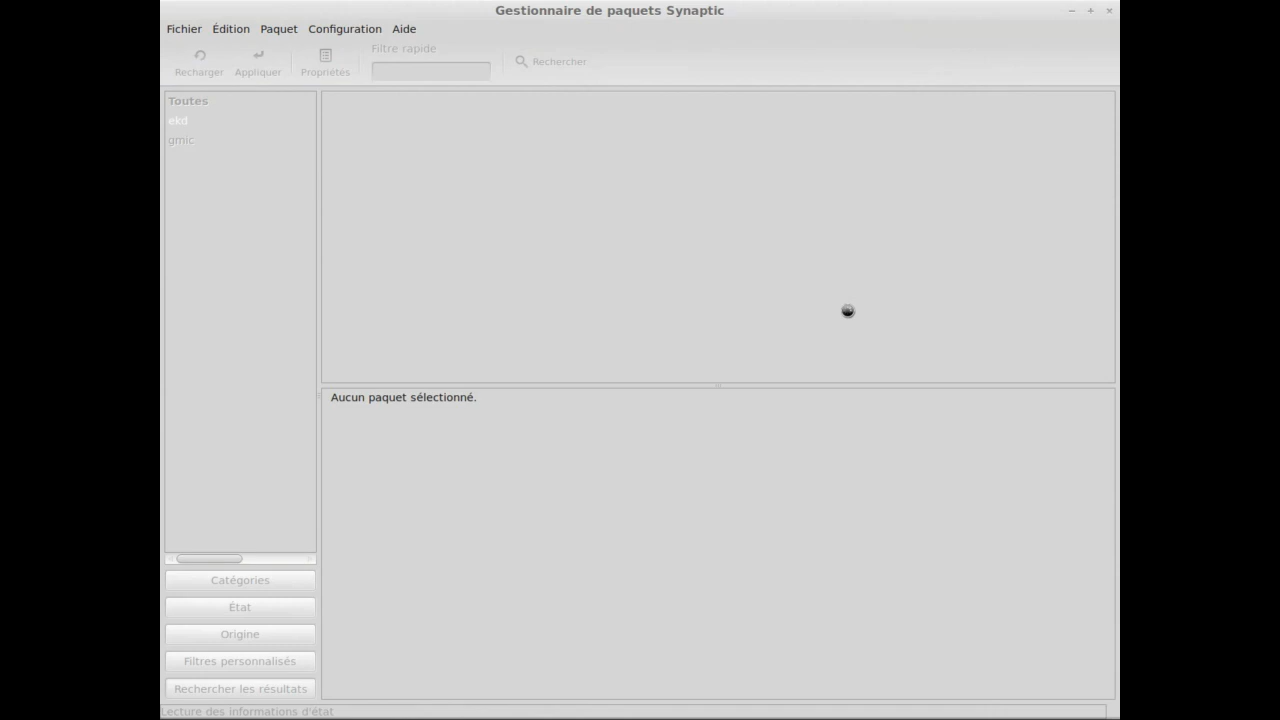 Gestionnaire de paquets Synaptic
Fichier Édition Paquet Configuration Aide
Filtre rapide
Recharger Appliquer Propriétés Rechercher
Toutes
ekd
gmic
Aucun paquet sélectionné.
Catégories
État
Origine
Filtres personnalisés
Rechercher les résultats
Lecture des informations d'état